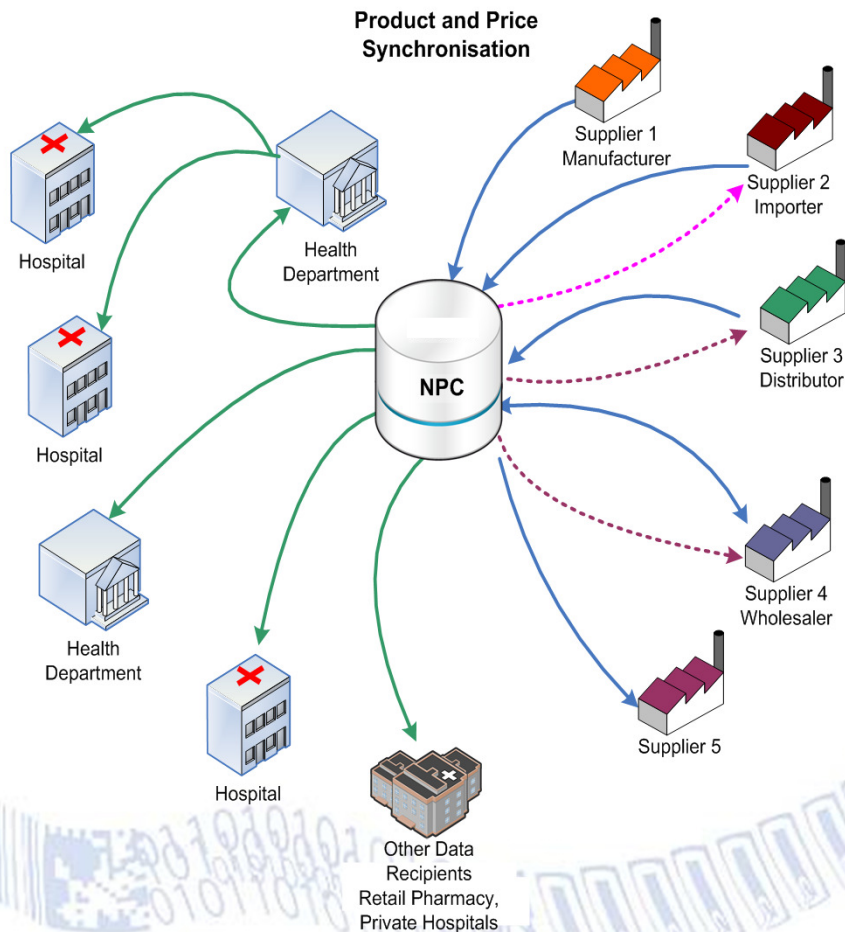 Product and Price
Synchronisation
Supplier 1
Manufacturer
Supplier 2
Importer
Hospital
Health
Department
Supplier 3
Distributor
NPC
Hospital
Supplier 4
Wholesaler
Health
Department
Supplier 5
Hospital
Other Data
Recipients
Retail Pharmacy,
Private Hospitals